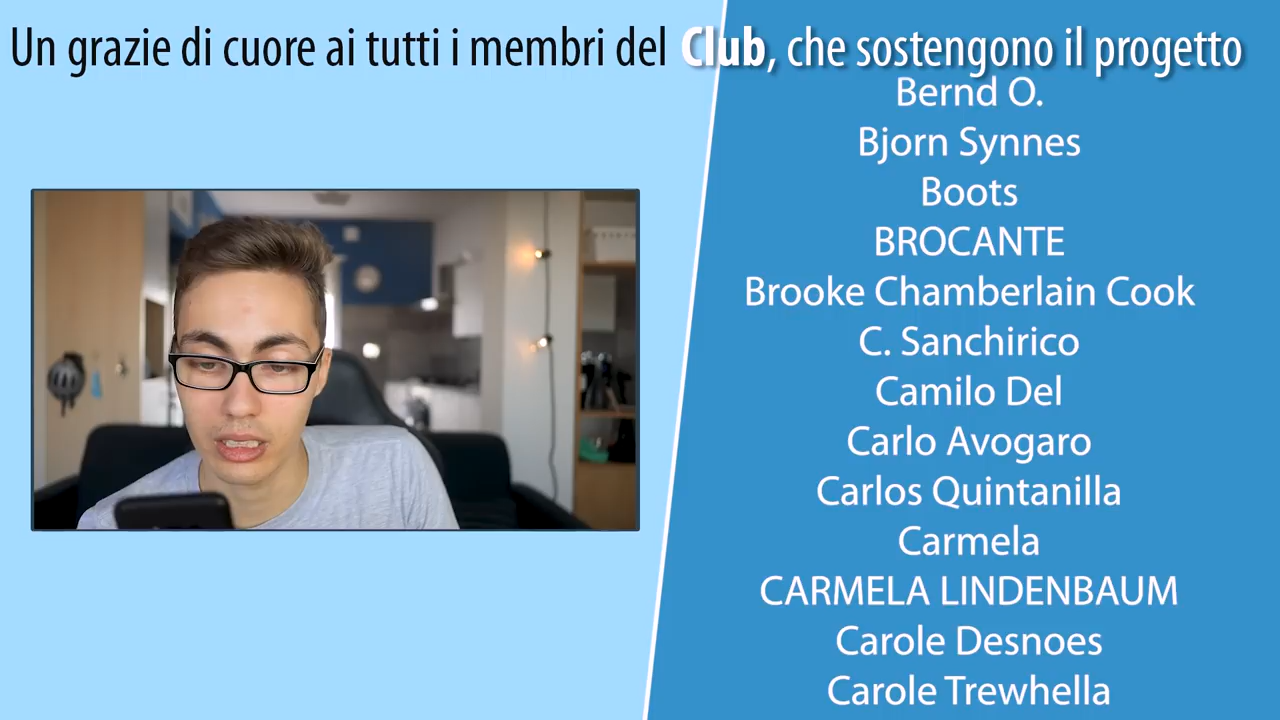 Un grazie di cuore ai tutti i membri del Club, che sostengono il progetto
Bernd O.
Bjorn Synnes
Boots
BROCANTE
Brooke Chamberlain Cook
C. Sanchirico
Camilo Del
Carlo Avogaro
Carlos Quintanilla
Carmela
CARMELA LINDENBAUM
Carole Desnoes
Carole Trewhella